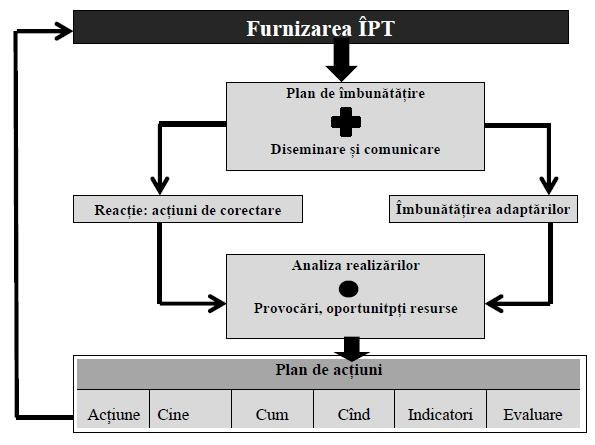 Furnizarea ÎPT
Plan de îmbunătățire
Diseminare și comunicare
Reacție: acțiuni de corectare
Îmbunătățirea adaptărilor
Analiza realizărilor
Provocări, oportunitpți resurse
Plan de acțiuni
Acțiune Cine Cum Cînd Indicatori Evaluare